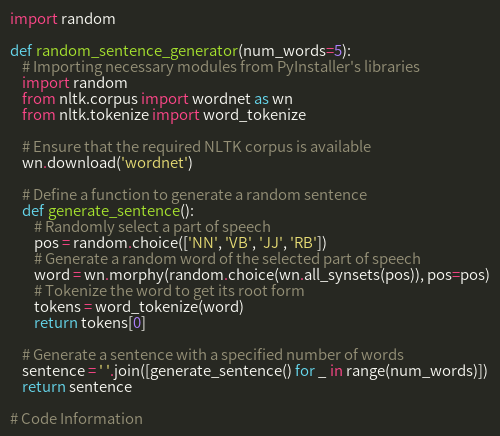 import random
def random_sentence_generator(num_words=5):
# Importing necessary modules from PyInstaller's libraries
import random
from nltk.corpus import wordnet as wn
from nltk.tokenize import word_tokenize
# Ensure that the required NLTK corpus is available
wn.download('wordnet')
# Define a function to generate a random sentence
def generate_sentence():
# Randomly select a part of speech
pos = random.choice(['NN', 'VB', 'JJ', 'RB'])
# Generate a random word of the selected part of speech
word = wn.morphy(random.choice(wn.all_synsets(pos)), pos=pos)
# Tokenize the word to get its root form
tokens = word_tokenize(word)
return tokens[0]
# Generate a sentence with a specified number of words
sentence = ' '.join([generate_sentence() for _ in range(num_words)])
return sentence
# Code Information